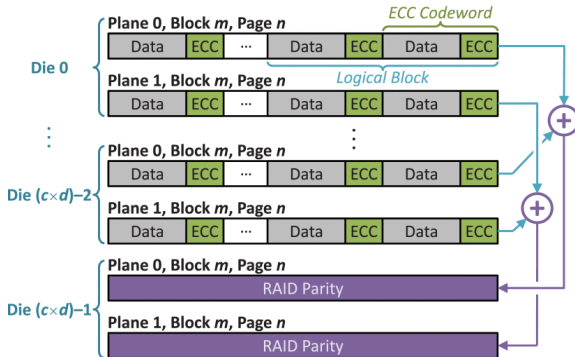 ECC Codeword
Plane 0, Block m, Page n
Data ECC ... Data ECC Data ECC
Logical Block
Die 0
Plane 1, Block m, Page n
Data ECC ... Data ECC Data ECC
Plane 0, Block m, Page n
Data ECC ... Data ECC Data ECC
Die (c×d)–2
Plane 1, Block m, Page n
Data ECC ... Data ECC Data ECC
Plane 0, Block m, Page n
RAID Parity
Die (c×d)–1
Plane 1, Block m, Page n
RAID Parity